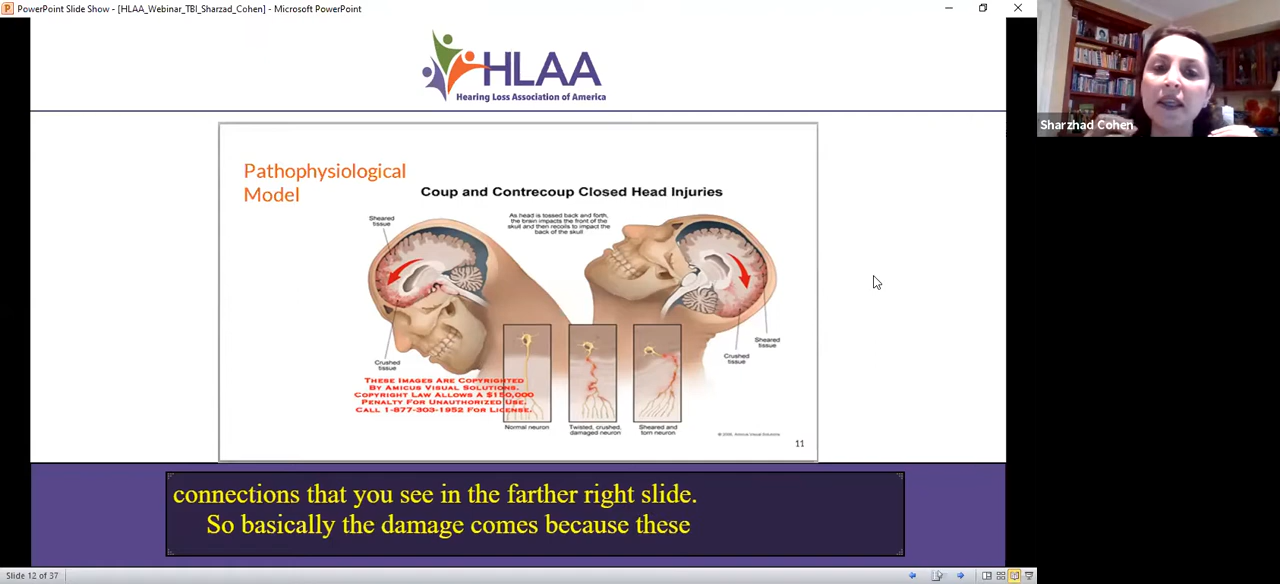 PowerPoint Slide Show - [HLAA_Webinar_TBI_Sharzad_Cohen] - Microsoft PowerPoint
HLAA
Hearing Loss Association of America
Sharzhad Cohen
Pathophysiological
Model
Coup and Contrecoup Closed Head Injuries
As head is tossed back and forth,
the brain impacts the front of the
skull and then recoils to impact the
back of the skull
Sheared
tissue
Crushed
tissue
Sheared
tissue
Crushed
tissue
THESE IMAGES ARE COPYRIGHTED
BY AMICUS VISUAL SOLUTIONS.
COPYRIGHT LAW ALLOWS A $150,000
PENALTY FOR UNAUTHORIZED USE.
CALL 1-877-303-1952 FOR LICENSE.
Normal neuron
Twisted, crushed,
damaged neuron
Sheared and
torn neuron
11
connections that you see in the farther right slide.
So basically the damage comes because these
Slide 12 of 37